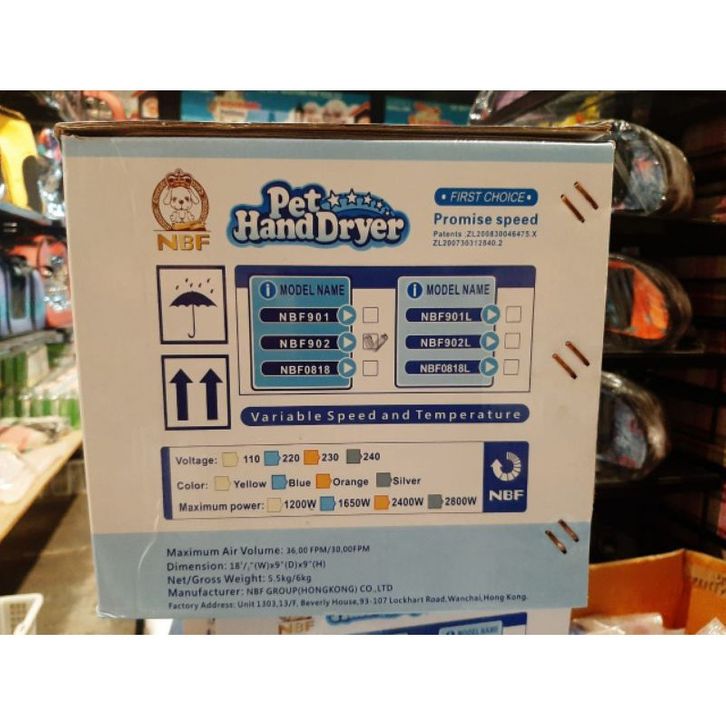 NBF
Pet
Hand Dryer
• FIRST CHOICE •
Promise speed
Patents :ZL200830046475.X
ZL200730312840.2
i MODEL NAME
NBF901
NBF902
NBF0818
i MODEL NAME
NBF901L
NBF902L
NBF0818L
Variable Speed and Temperature
Voltage: 110 220 230 240
Color: Yellow Blue Orange Silver
Maximum power: 1200W 1650W 2400W 2800W
NBF
Maximum Air Volume: 36,00 FPM/30,00FPM
Dimension: 18'/,"(W)x9"(D)x9"(H)
Net/Gross Weight: 5.5kg/6kg
Manufacturer: NBF GROUP(HONGKONG) CO.,LTD
Factory Address: Unit 1303,13/F, Beverly House,93-107 Lockhart Road,Wanchai,Hong Kong.
NBF
Hand Dryer